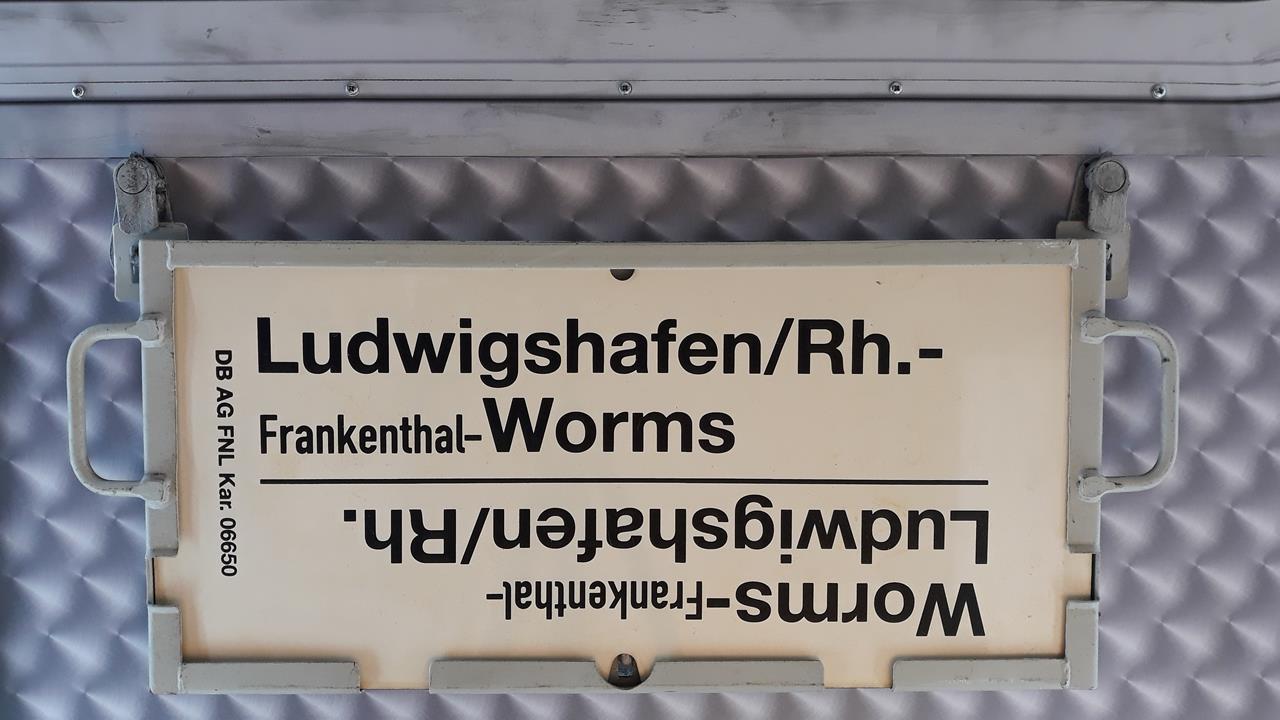 Ludwigshafen/Rh.-
Frankenthal-Worms
Worms-Frankenthal-
Ludwigshafen/Rh.
DB AG FNL Kar. 06650